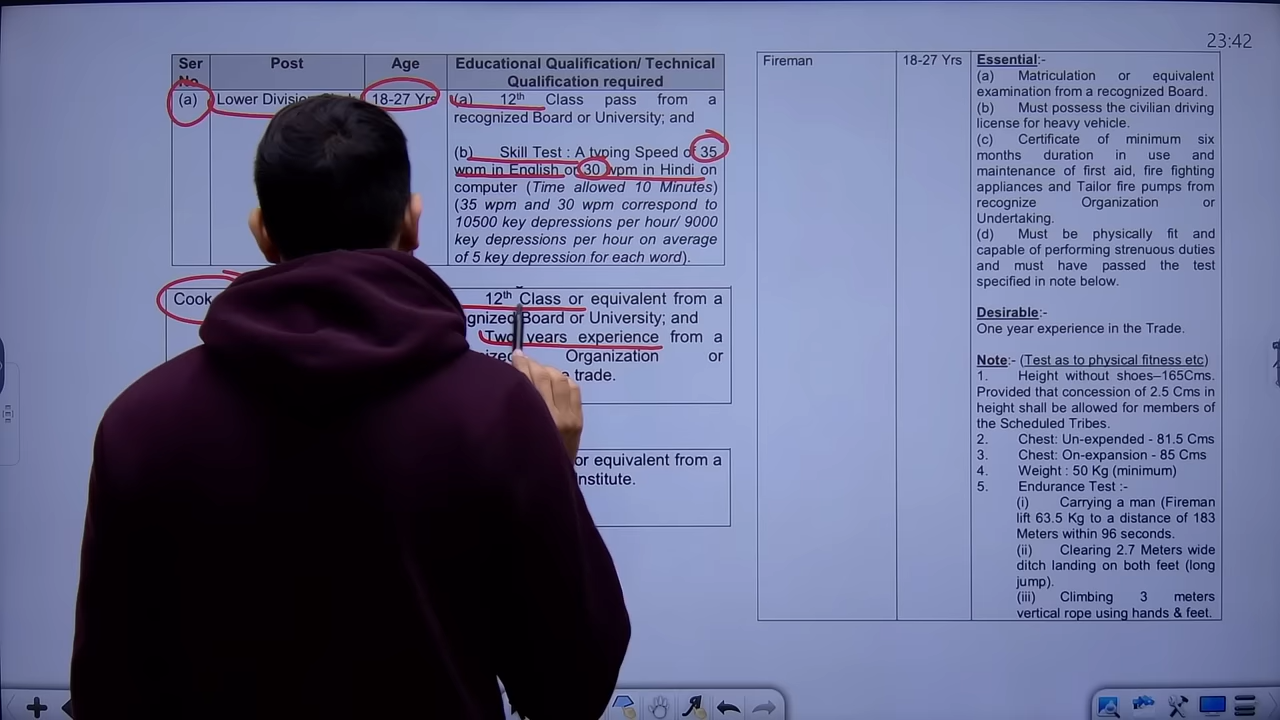 23:42
Ser
No
Post
Age
Educational Qualification/ Technical
Qualification required
(a)
Lower Division
18-27 Yrs
(a) 12th Class pass from a
recognized Board or University; and
(b) Skill Test : A typing Speed of 35
wpm in English or 30 wpm in Hindi on
computer (Time allowed 10 Minutes)
(35 wpm and 30 wpm correspond to
10500 key depressions per hour/ 9000
key depressions per hour on average
of 5 key depression for each word).
Cook
12th Class or equivalent from a
Board or University; and
Two years experience from a
Organization or
trade.
or equivalent from a
Fireman
18-27 Yrs
Essential:-
(a) Matriculation or equivalent
examination from a recognized Board.
(b) Must possess the civilian driving
license for heavy vehicle.
(c) Certificate of minimum six
months duration in use and
maintenance of first aid, fire fighting
appliances and Tailor fire pumps from
recognize Organization or
Undertaking.
(d) Must be physically fit and
capable of performing strenuous duties
and must have passed the test
specified in note below.
Desirable:-
One year experience in the Trade.
Note:- (Test as to physical fitness etc)
1. Height without shoes–165Cms.
Provided that concession of 2.5 Cms in
height shall be allowed for members of
the Scheduled Tribes.
2. Chest: Un-expended - 81.5 Cms
3. Chest: On-expansion - 85 Cms
4. Weight : 50 Kg (minimum)
5. Endurance Test :-
(i) Carrying a man (Fireman
lift 63.5 Kg to a distance of 183
Meters within 96 seconds.
(ii) Clearing 2.7 Meters wide
ditch landing on both feet (long
jump).
(iii) Climbing 3 meters
vertical rope using hands & feet.